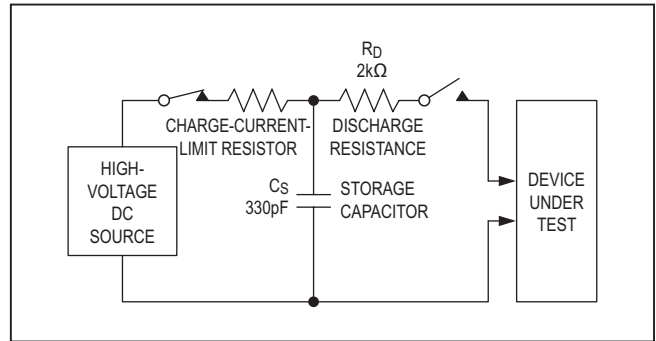 RD
2kΩ
CHARGE-CURRENT-
LIMIT RESISTOR
DISCHARGE
RESISTANCE
HIGH-
VOLTAGE
DC
SOURCE
CS
330pF
STORAGE
CAPACITOR
DEVICE
UNDER
TEST